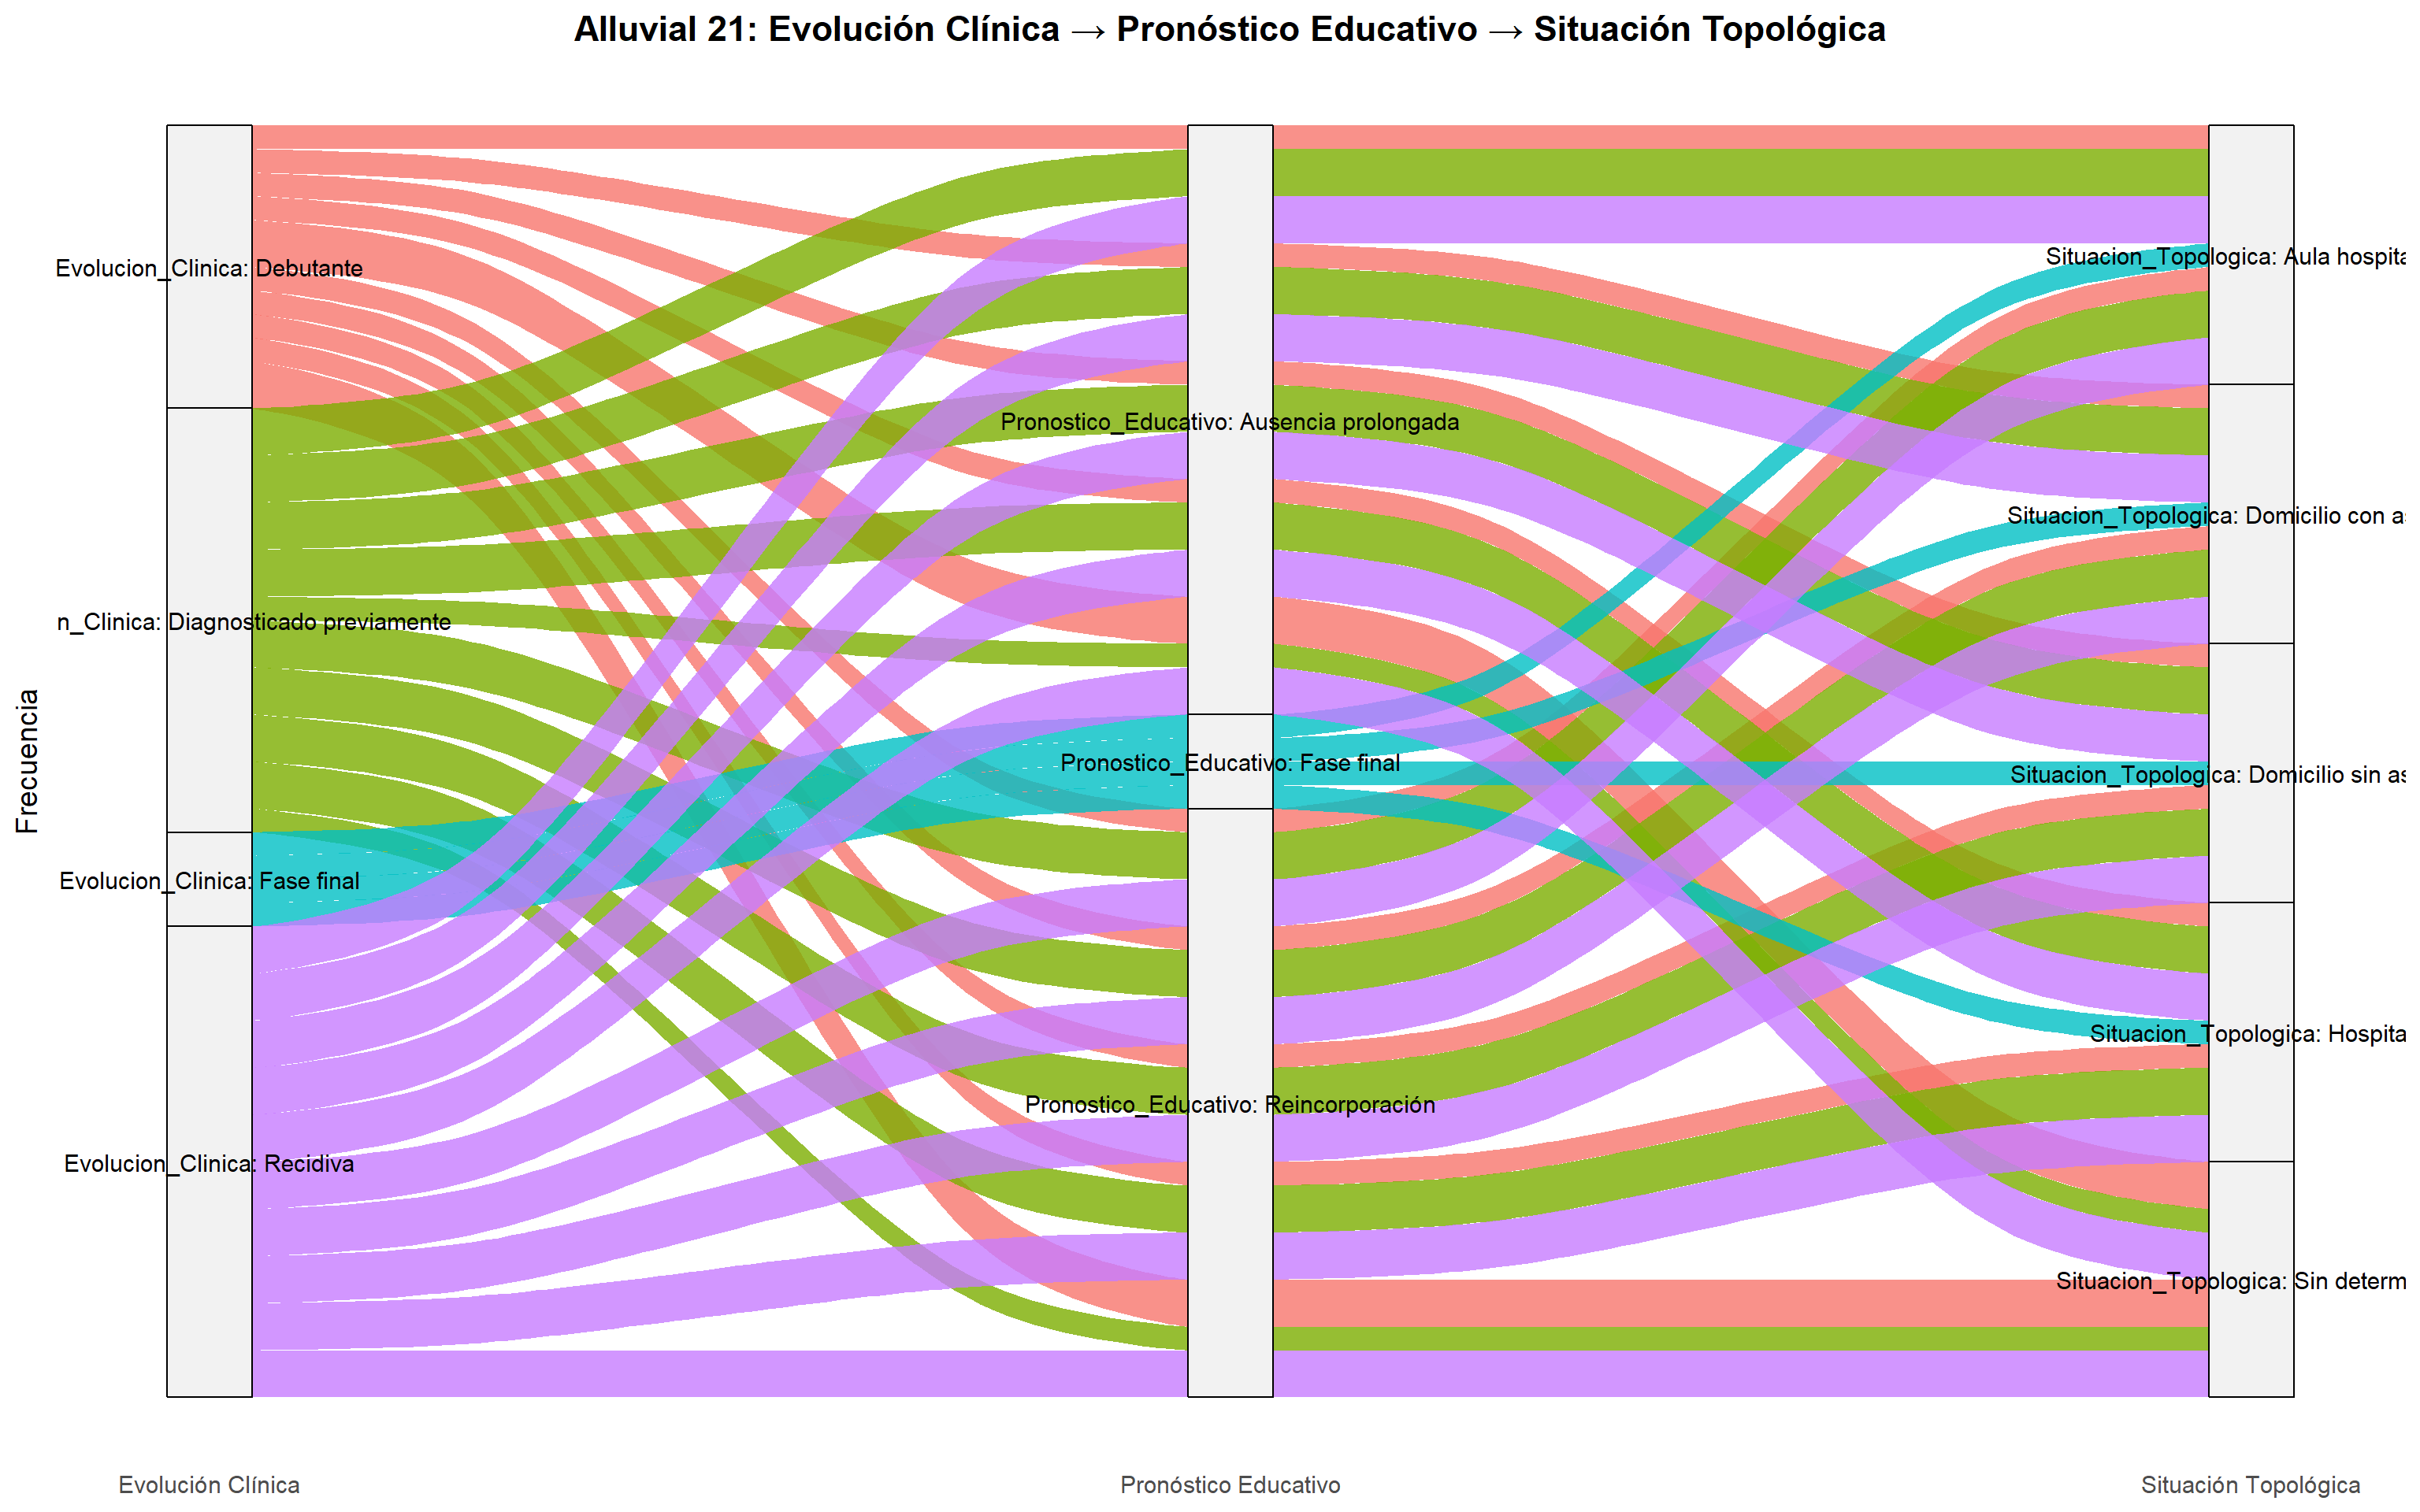 Alluvial 21: Evolución Clínica → Pronóstico Educativo → Situación Topológica
Frecuencia
Evolucion_Clinica: Debutante
n_Clinica: Diagnosticado previamente
Evolucion_Clinica: Fase final
Evolucion_Clinica: Recidiva
Pronostico_Educativo: Ausencia prolongada
Pronostico_Educativo: Fase final
Pronostico_Educativo: Reincorporación
Situacion_Topologica: Aula hospita
Situacion_Topologica: Domicilio con a
Situacion_Topologica: Domicilio sin as
Situacion_Topologica: Hospita
Situacion_Topologica: Sin determ
Evolución Clínica
Pronóstico Educativo
Situación Topológica